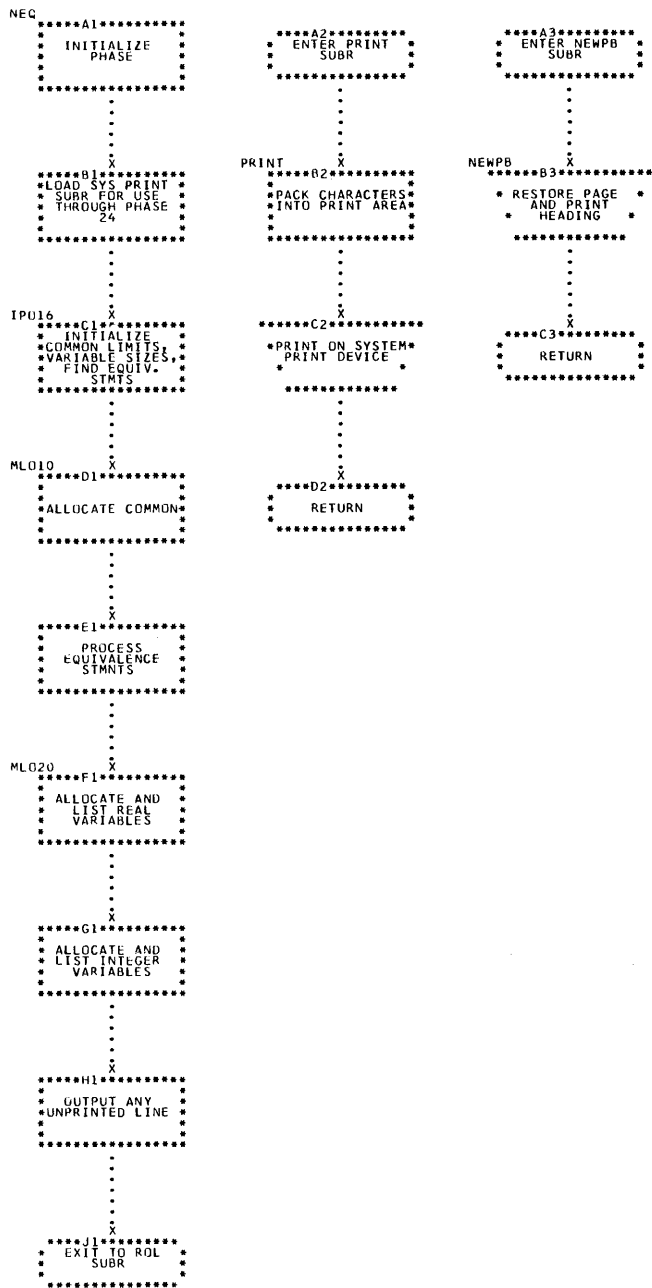 NEQ
A1
INITIALIZE
PHASE
B1
LOAD SYS PRINT
SUBR FOR USE
THROUGH PHASE
24
IP016
C1
INITIALIZE
COMMON LIMITS,
VARIABLE SIZES,
FIND EQUIV.
STMTS
ML010
D1
ALLOCATE COMMON
E1
PROCESS
EQUIVALENCE
STMNTS
ML020
F1
ALLOCATE AND
LIST REAL
VARIABLES
G1
ALLOCATE AND
LIST INTEGER
VARIABLES
H1
OUTPUT ANY
UNPRINTED LINE
J1
EXIT TO ROL
SUBR
A2
ENTER PRINT
SUBR
PRINT
B2
PACK CHARACTERS
INTO PRINT AREA
C2
PRINT ON SYSTEM
PRINT DEVICE
D2
RETURN
A3
ENTER NEWPB
SUBR
NEWPB
B3
RESTORE PAGE
AND PRINT
HEADING
C3
RETURN